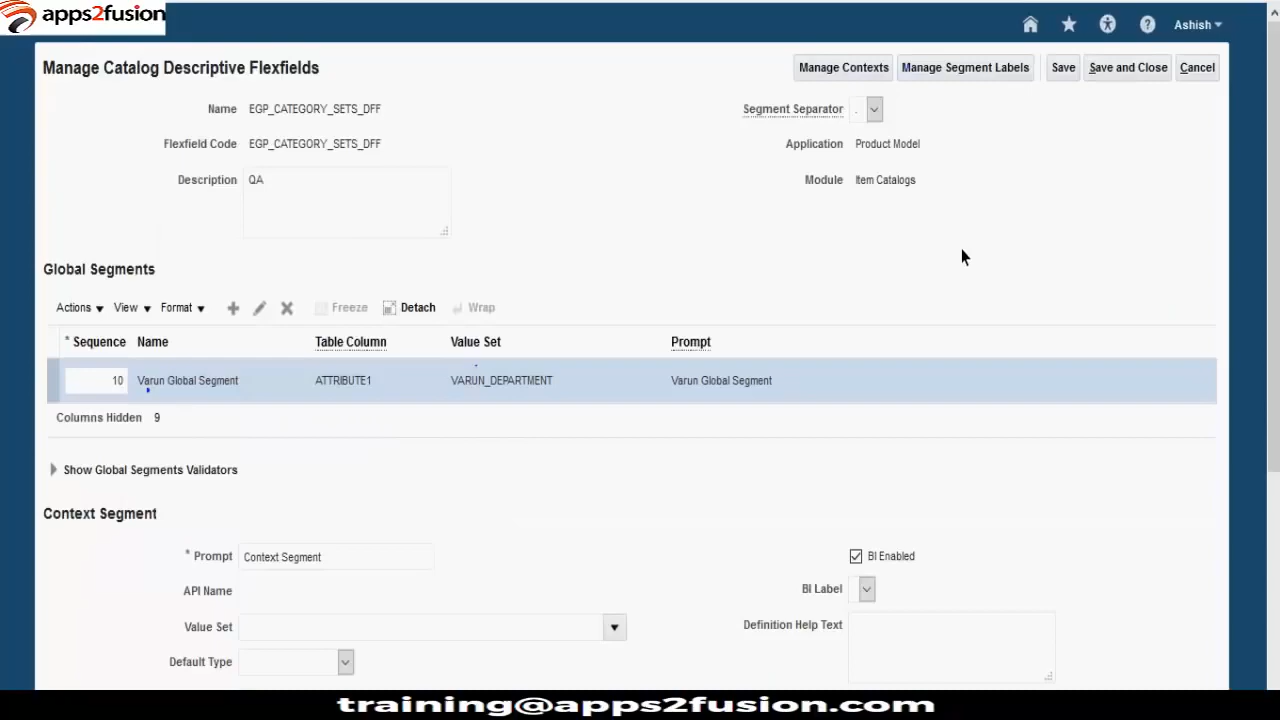 apps2fusion
Ashish
Manage Catalog Descriptive Flexfields
Manage Contexts Manage Segment Labels Save Save and Close Cancel
Name EGP_CATEGORY_SETS_DFF Segment Separator .
Flexfield Code EGP_CATEGORY_SETS_DFF Application Product Model
Description QA Module Item Catalogs
Global Segments
Actions View Format Freeze Detach Wrap
* Sequence Name Table Column Value Set Prompt
10 Varun Global Segment ATTRIBUTE1 VARUN_DEPARTMENT Varun Global Segment
Columns Hidden 9
Show Global Segments Validators
Context Segment
* Prompt Context Segment BI Enabled
API Name BI Label
Value Set Definition Help Text
Default Type
training@apps2fusion.com